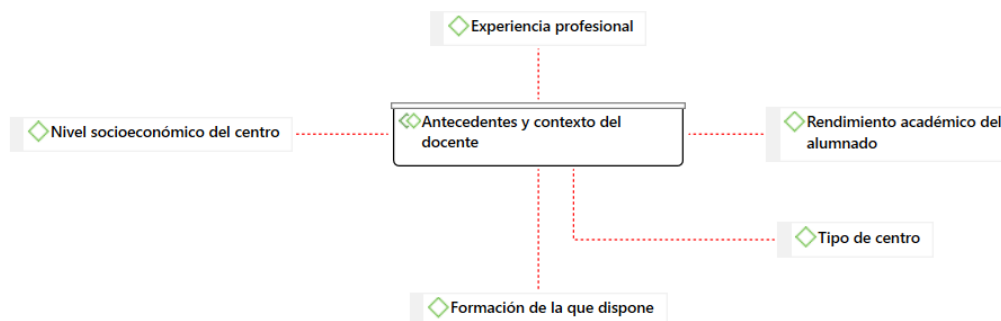 Experiencia profesional
Antecedentes y contexto del
docente
Nivel socioeconómico del centro
Rendimiento académico del
alumnado
Tipo de centro
Formación de la que dispone